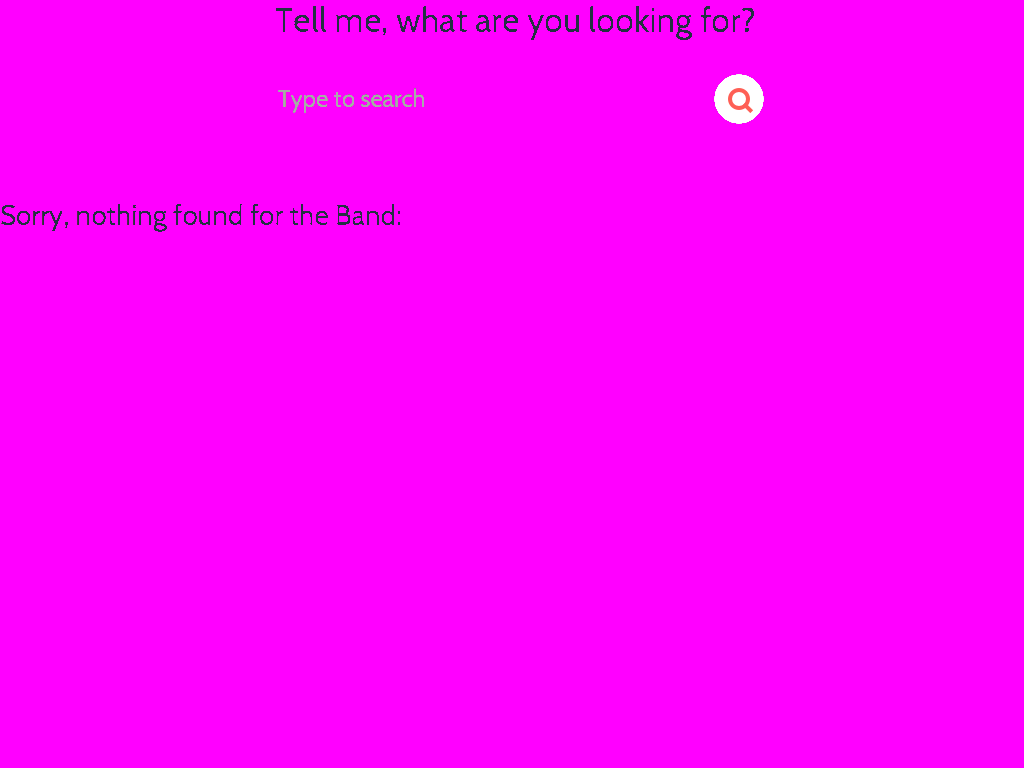 Tell me, what are you looking for?
Type to search
Sorry, nothing found for the Band: